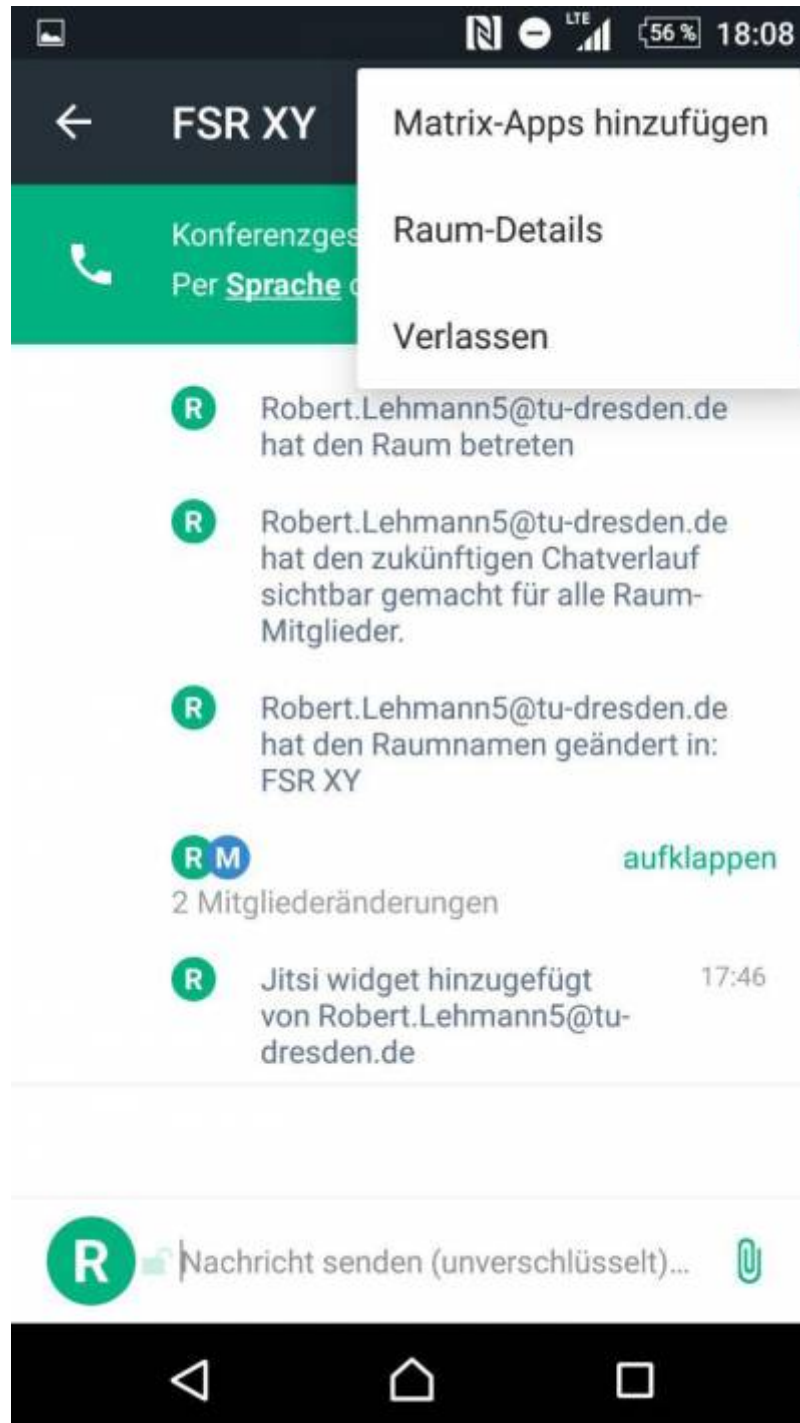 LTE
56 %
18:08
FSR XY
Matrix-Apps hinzufügen
Raum-Details
Verlassen
Konferenzges
Per Sprache
R
Robert.Lehmann5@tu-dresden.de
hat den Raum betreten
R
Robert.Lehmann5@tu-dresden.de
hat den zukünftigen Chatverlauf
sichtbar gemacht für alle Raum-
Mitglieder.
R
Robert.Lehmann5@tu-dresden.de
hat den Raumnamen geändert in:
FSR XY
R M
aufklappen
2 Mitgliederänderungen
R
Jitsi widget hinzugefügt
17:46
von Robert.Lehmann5@tu-
dresden.de
R
Nachricht senden (unverschlüsselt)...